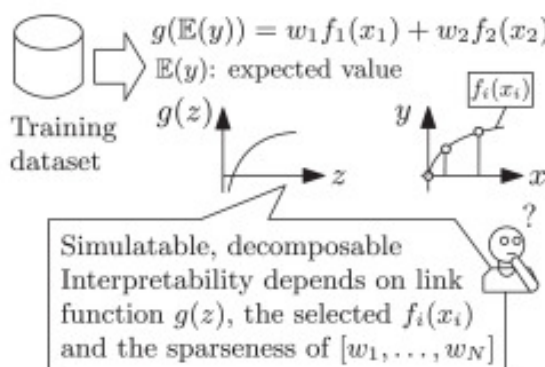 g(𝔼(y)) = w₁f₁(x₁) + w₂f₂(x₂)
𝔼(y): expected value
Training
dataset
g(z)
z
y
fᵢ(xᵢ)
x
?
Simulatable, decomposable
Interpretability depends on link
function g(z), the selected fᵢ(xᵢ)
and the sparseness of [w₁, . . . , w_N]